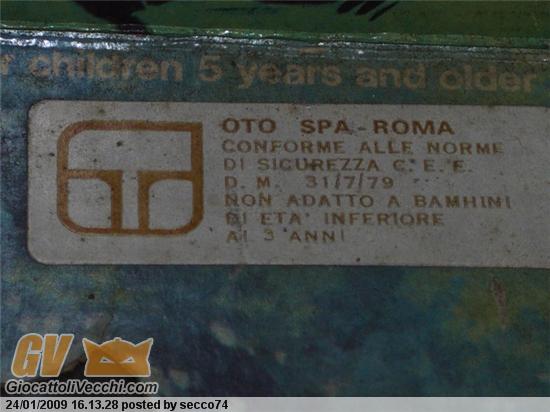 r children 5 years and older
OTO SPA - ROMA
CONFORME ALLE NORME
DI SICUREZZA C. E. E.
D. M. 31/7/79
NON ADATTO A BAMHINI
DI ETA' INFERIORE
AI 3 ANNI
GV
GiocattoliVecchi.com
24/01/2009 16.13.28 posted by secco74